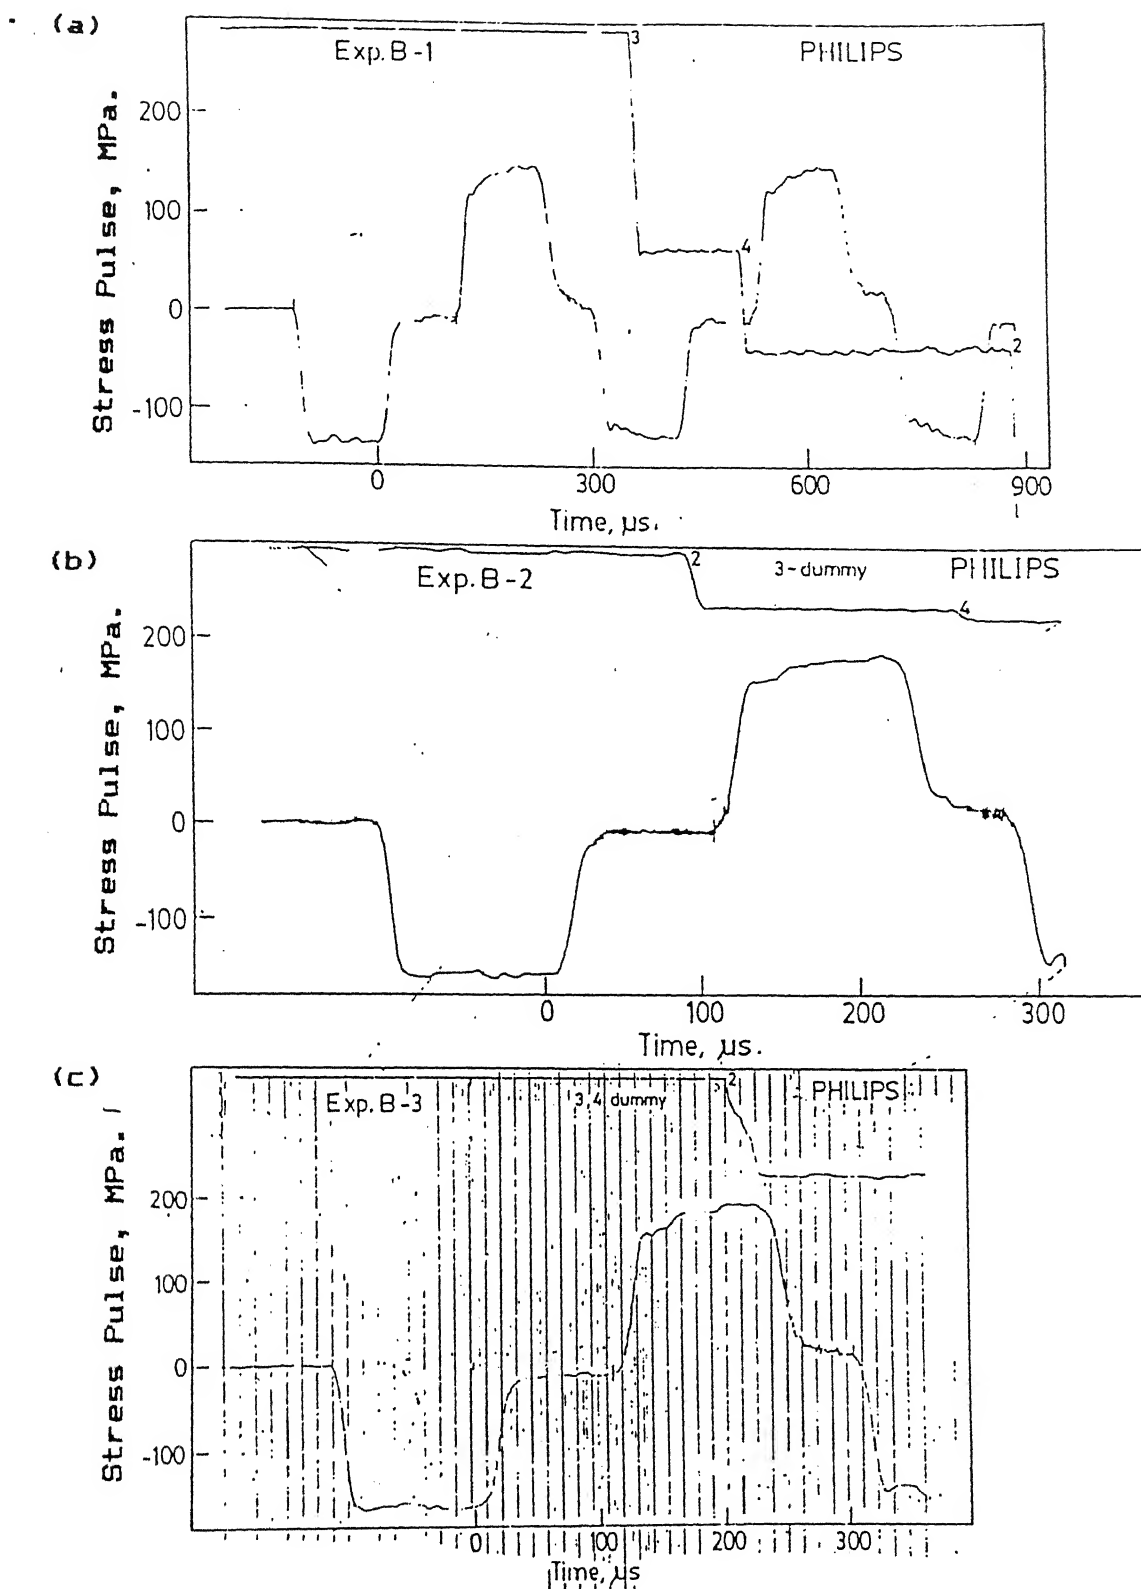 (a)
Exp. B-1
PHILIPS
3
4
2
Stress Pulse, MPa.
200
100
0
-100
0
300
600
900
Time, μs.
(b)
Exp. B-2
2
3-dummy
PHILIPS
4
Stress Pulse, MPa.
200
100
0
-100
0
100
200
300
Time, μs.
(c)
1
Exp. B-3
3,4 dummy
2
PHILIPS
Stress Pulse, MPa.
200
100
0
-100
0
100
200
300
Time, μs